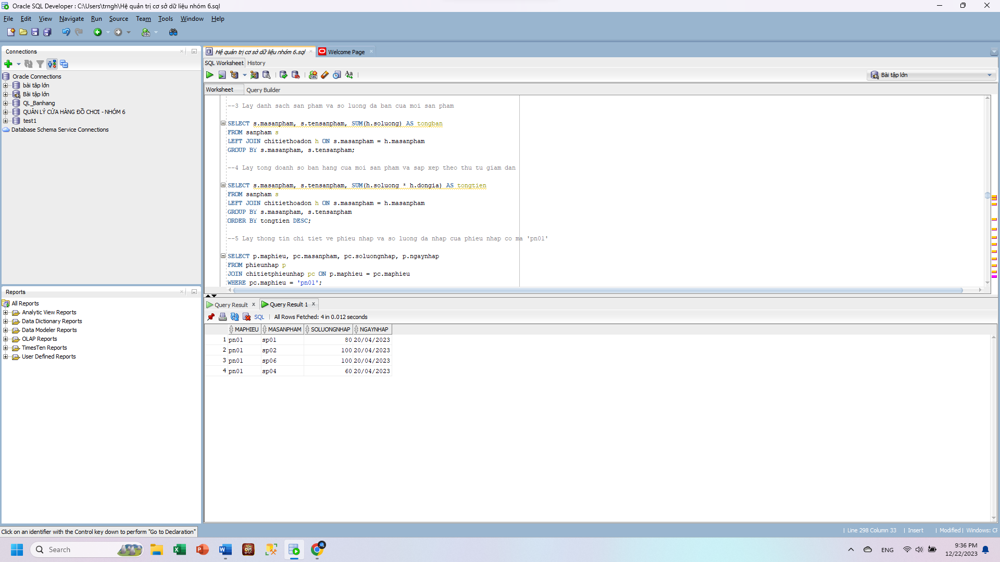 Oracle SQL Developer : C:\Users\trngh\Hệ quản trị cơ sở dữ liệu nhóm 6.sql
File Edit View Navigate Run Source Team Tools Window Help
Connections
Oracle Connections
bài tập lớn
Bài tập lớn
QL_Banhang
QUẢN LÝ CỬA HÀNG ĐỒ CHƠI - NHÓM 6
test1
Database Schema Service Connections
Reports
All Reports
Analytic View Reports
Data Dictionary Reports
Data Modeler Reports
OLAP Reports
TimesTen Reports
User Defined Reports
Hệ quản trị cơ sở dữ liệu nhóm 6.sql
Welcome Page
SQL Worksheet History
Bài tập lớn
Worksheet Query Builder
--3 Lay danh sach san pham va so luong da ban cua moi san pham
SELECT s.masanpham, s.tensanpham, SUM(h.soluong) AS tongban
FROM sanpham s
LEFT JOIN chitiethoadon h ON s.masanpham = h.masanpham
GROUP BY s.masanpham, s.tensanpham;
--4 Lay tong doanh so ban hang cua moi san pham va sap xep theo thu tu giam dan
SELECT s.masanpham, s.tensanpham, SUM(h.soluong * h.dongia) AS tongtien
FROM sanpham s
LEFT JOIN chitiethoadon h ON s.masanpham = h.masanpham
GROUP BY s.masanpham, s.tensanpham
ORDER BY tongtien DESC;
--5 Lay thong tin chi tiet ve phieu nhap va so luong da nhap cua phieu nhap co ma 'pn01'
SELECT p.maphieu, pc.masanpham, pc.soluongnhap, p.ngaynhap
FROM phieunhap p
JOIN chitietphieunhap pc ON p.maphieu = pc.maphieu
WHERE pc.maphieu = 'pn01';
Query Result Query Result 1
SQL All Rows Fetched: 4 in 0.012 seconds
MAPHIEU MASANPHAM SOLUONGNHAP NGAYNHAP
1 pn01 sp01 80 20/04/2023
2 pn01 sp02 100 20/04/2023
3 pn01 sp06 100 20/04/2023
4 pn01 sp04 60 20/04/2023
Click on an identifier with the Control key down to perform "Go to Declaration"
Line 298 Column 33 Insert Modified Windows: CF
Search
ENG
9:36 PM
12/22/2023